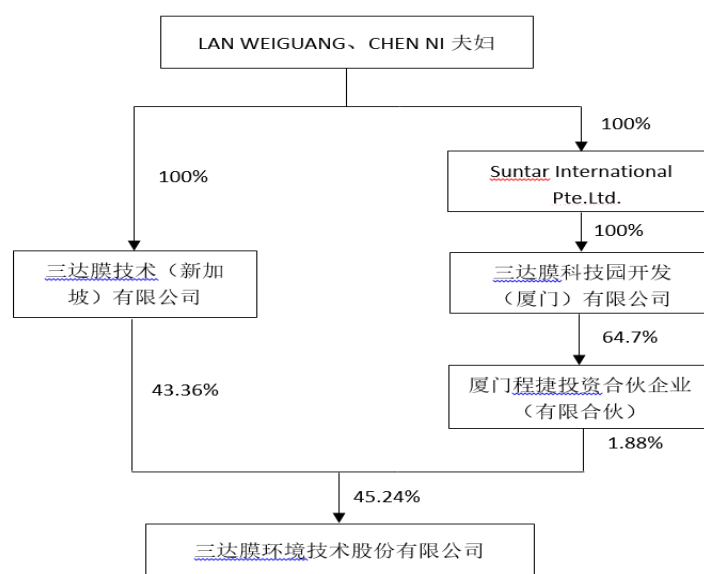 LAN WEIGUANG、CHEN NI 夫妇
100%
100%
Suntar International
Pte.Ltd.
100%
三达膜技术（新加
坡）有限公司
三达膜科技园开发
（厦门）有限公司
64.7%
43.36%
厦门程捷投资合伙企业
（有限合伙）
1.88%
45.24%
三达膜环境技术股份有限公司